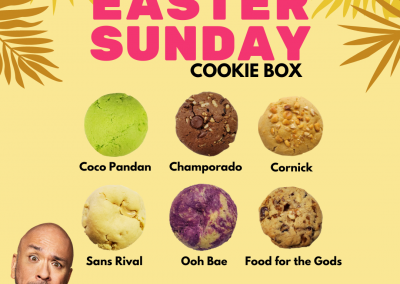 EASTER
SUNDAY
COOKIE BOX
Coco Pandan
Champorado
Cornick
Sans Rival
Ooh Bae
Food for the Gods